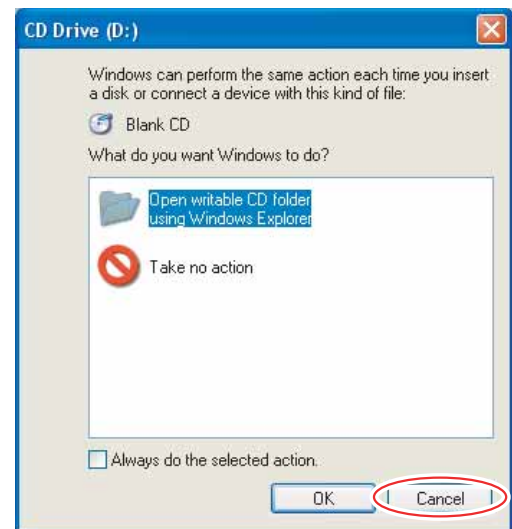 CD Drive (D:)
Windows can perform the same action each time you insert
a disk or connect a device with this kind of file:
Blank CD
What do you want Windows to do?
Open writable CD folder
using Windows Explorer
Take no action
Always do the selected action.
OK Cancel